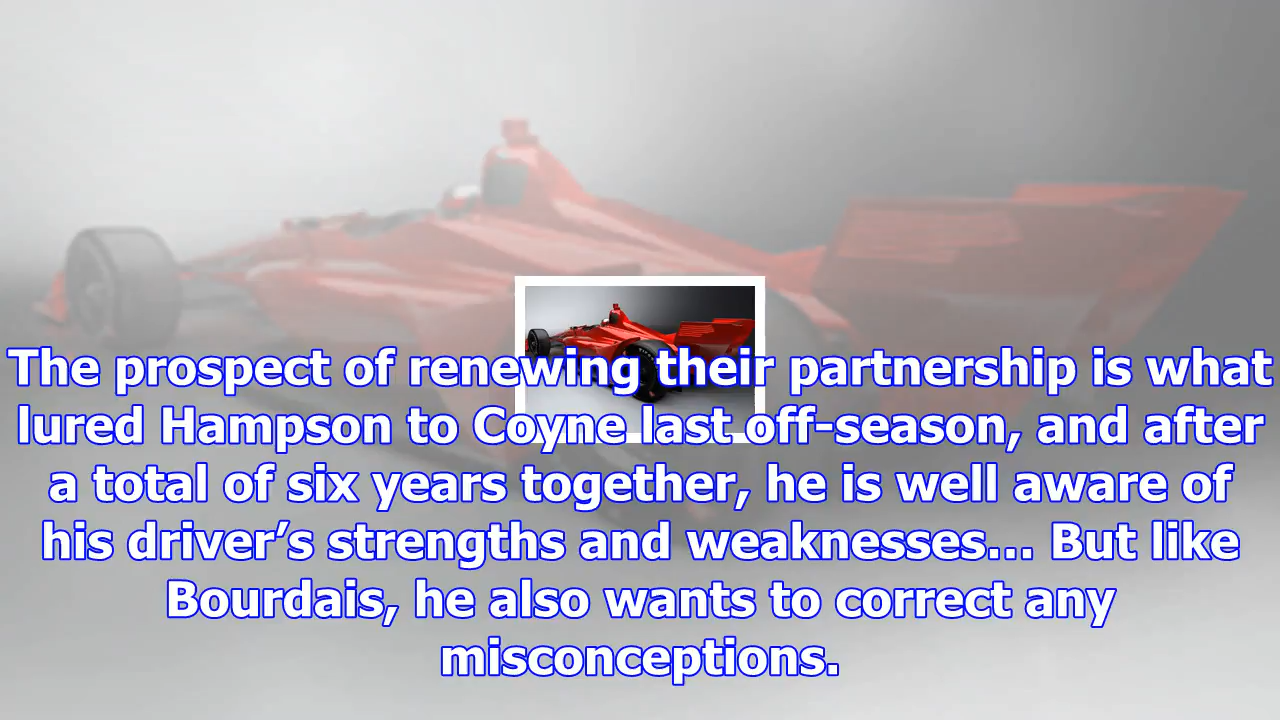 The prospect of renewing their partnership is what
lured Hampson to Coyne last off-season, and after
a total of six years together, he is well aware of
his driver’s strengths and weaknesses… But like
Bourdais, he also wants to correct any
misconceptions.